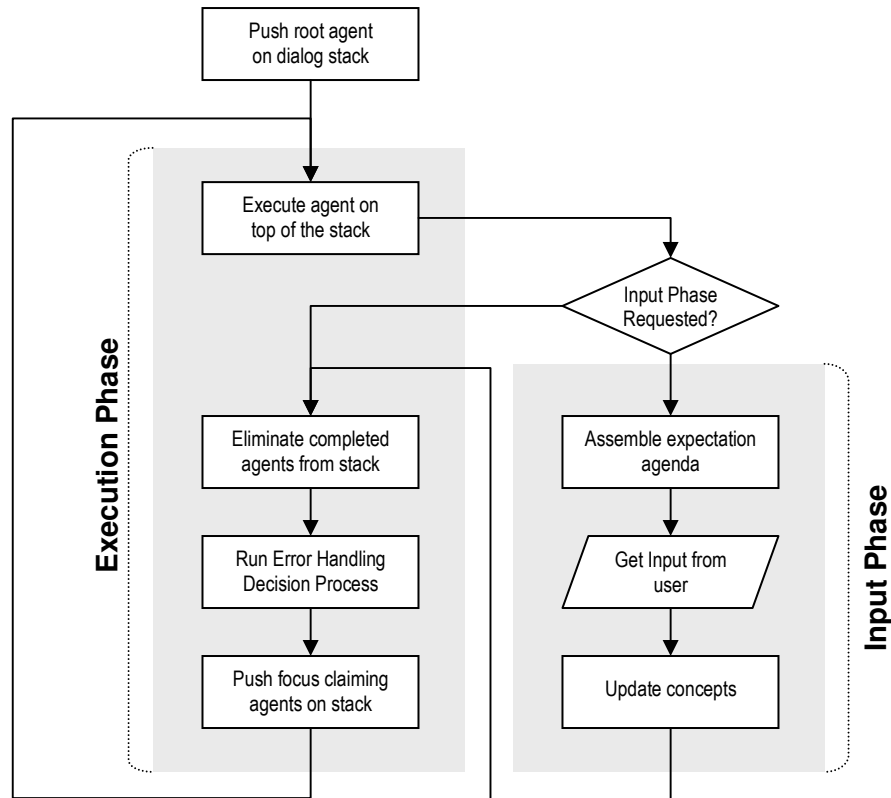 Push root agent
on dialog stack
Execution Phase
Execute agent on
top of the stack
Input Phase
Requested?
Eliminate completed
agents from stack
Assemble expectation
agenda
Run Error Handling
Decision Process
Get Input from
user
Push focus claiming
agents on stack
Update concepts
Input Phase